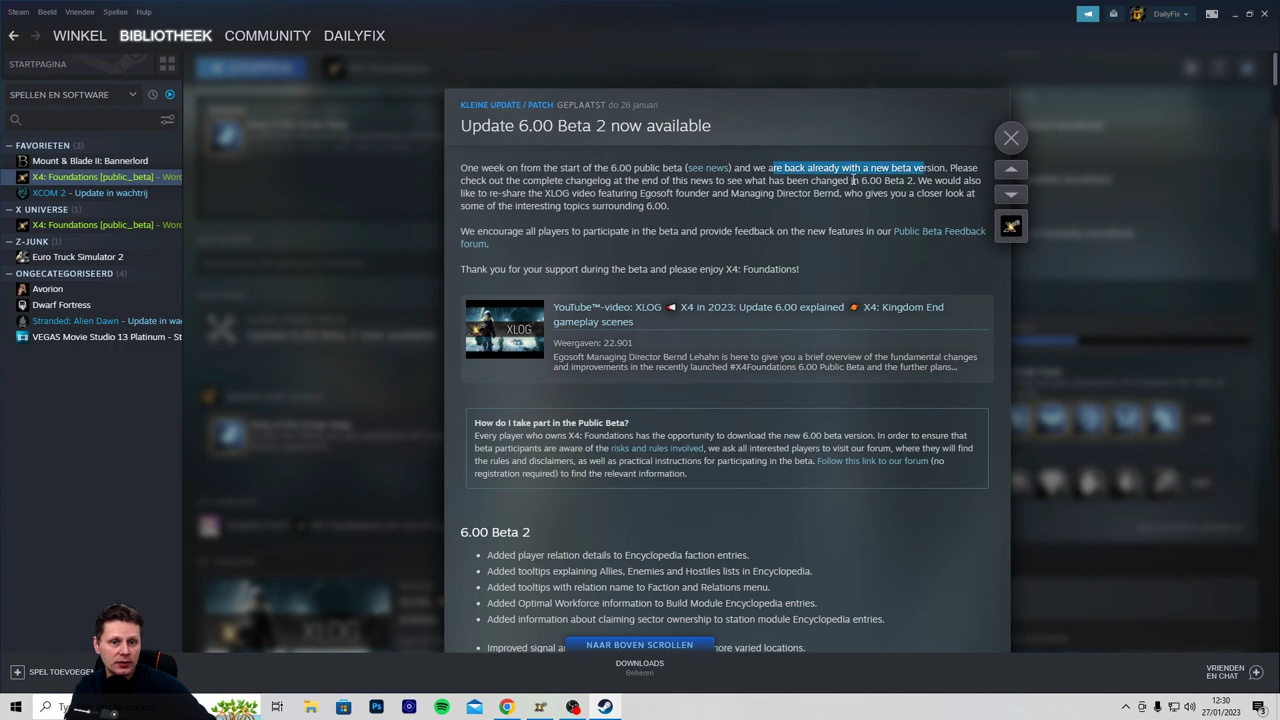 Steam Beeld Vrienden Spellen Hulp
DailyFix
WINKEL BIBLIOTHEEK COMMUNITY DAILYFIX
STARTPAGINA
SPELLEN EN SOFTWARE
FAVORIETEN (3)
Mount & Blade II: Bannerlord
X4: Foundations [public_beta] - Word
XCOM 2 - Update in wachtrij
X UNIVERSE (1)
X4: Foundations [public_beta] - Word
Z-JUNK (1)
Euro Truck Simulator 2
ONGECATEGORISEERD (4)
Avorion
Dwarf Fortress
Stranded: Alien Dawn - Update in wac
VEGAS Movie Studio 13 Platinum - St
KLEINE UPDATE / PATCH GEPLAATST do 26 januari
Update 6.00 Beta 2 now available
One week on from the start of the 6.00 public beta (see news) and we are back already with a new beta version. Please
check out the complete changelog at the end of this news to see what has been changed in 6.00 Beta 2. We would also
like to re-share the XLOG video featuring Egosoft founder and Managing Director Bernd, who gives you a closer look at
some of the interesting topics surrounding 6.00.
We encourage all players to participate in the beta and provide feedback on the new features in our Public Beta Feedback
forum.
Thank you for your support during the beta and please enjoy X4: Foundations!
XLOG
YouTube™-video: XLOG 📢 X4 in 2023: Update 6.00 explained 🪐 X4: Kingdom End
gameplay scenes
Weergaven: 22.901
Egosoft Managing Director Bernd Lehahn is here to give you a brief overview of the fundamental changes
and improvements in the recently launched #X4Foundations 6.00 Public Beta and the further plans...
How do I take part in the Public Beta?
Every player who owns X4: Foundations has the opportunity to download the new 6.00 beta version. In order to ensure that
beta participants are aware of the risks and rules involved, we ask all interested players to visit our forum, where they will find
the rules and disclaimers, as well as practical instructions for participating in the beta. Follow this link to our forum (no
registration required) to find the relevant information.
6.00 Beta 2
• Added player relation details to Encyclopedia faction entries.
• Added tooltips explaining Allies, Enemies and Hostiles lists in Encyclopedia.
• Added tooltips with relation name to Faction and Relations menu.
• Added Optimal Workforce information to Build Module Encyclopedia entries.
• Added information about claiming sector ownership to station module Encyclopedia entries.
• Improved signal more varied locations.
NAAR BOVEN SCROLLEN
SPEL TOEVOEGEN
DOWNLOADS
Beheren
VRIENDEN
EN CHAT
12:30
27/01/2023